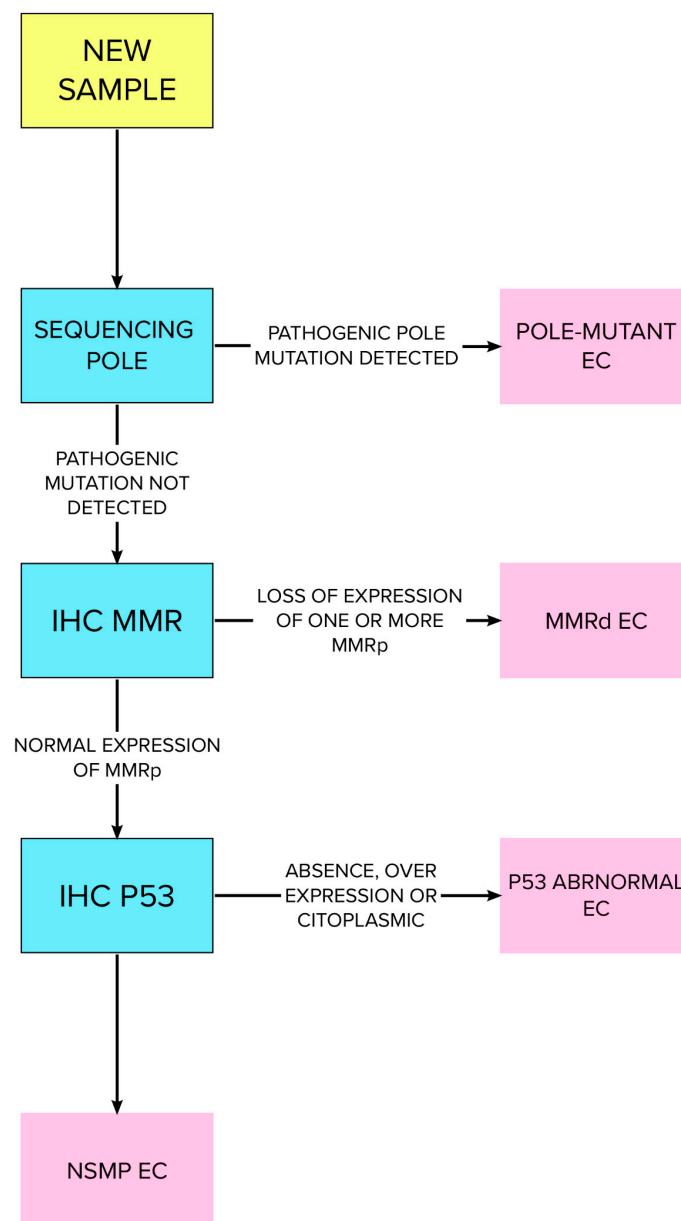 NEW
SAMPLE
SEQUENCING
POLE
PATHOGENIC POLE
MUTATION DETECTED
POLE-MUTANT
EC
PATHOGENIC
MUTATION NOT
DETECTED
IHC MMR
LOSS OF EXPRESSION
OF ONE OR MORE
MMRp
MMRd EC
NORMAL EXPRESSION
OF MMRp
IHC P53
ABSENCE, OVER
EXPRESSION OR
CITOPLASMIC
P53 ABRNORMAL
EC
NSMP EC